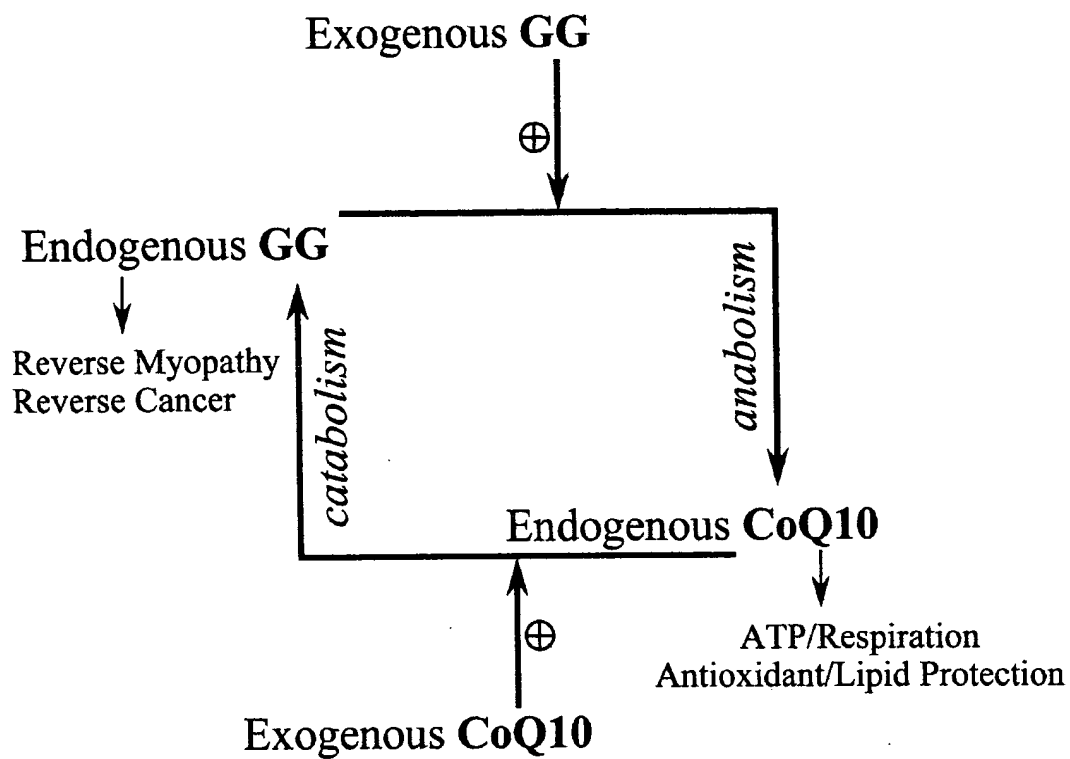 Exogenous GG
⊕
Endogenous GG
Reverse Myopathy
Reverse Cancer
catabolism
anabolism
Endogenous CoQ10
ATP/Respiration
Antioxidant/Lipid Protection
⊕
Exogenous CoQ10